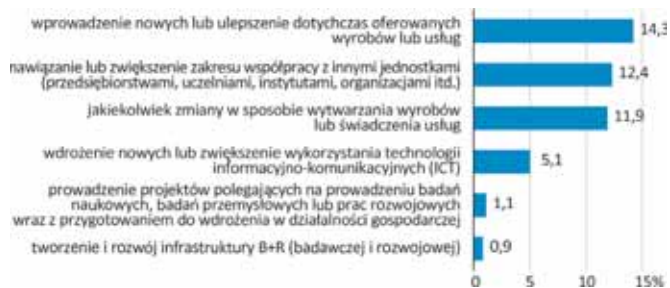 wprowadzenie nowych lub ulepszenie dotychczas oferowanych
wyrobów lub usług
14,3
nawiązanie lub zwiększenie zakresu współpracy z innymi jednostkami
(przedsiębiorstwami, uczelniami, instytutami, organizacjami itd.)
12,4
jakiekolwiek zmiany w sposobie wytwarzania wyrobów
lub świadczenia usług
11,9
wdrożenie nowych lub zwiększenie wykorzystania technologii
informacyjno-komunikacyjnych (ICT)
5,1
prowadzenie projektów polegających na prowadzeniu badań
naukowych, badań przemysłowych lub prac rozwojowych
wraz z przygotowaniem do wdrożenia w działalności gospodarczej
1,1
tworzenie i rozwój infrastruktury B+R (badawczej i rozwojowej)
0,9
0 5 10 15%